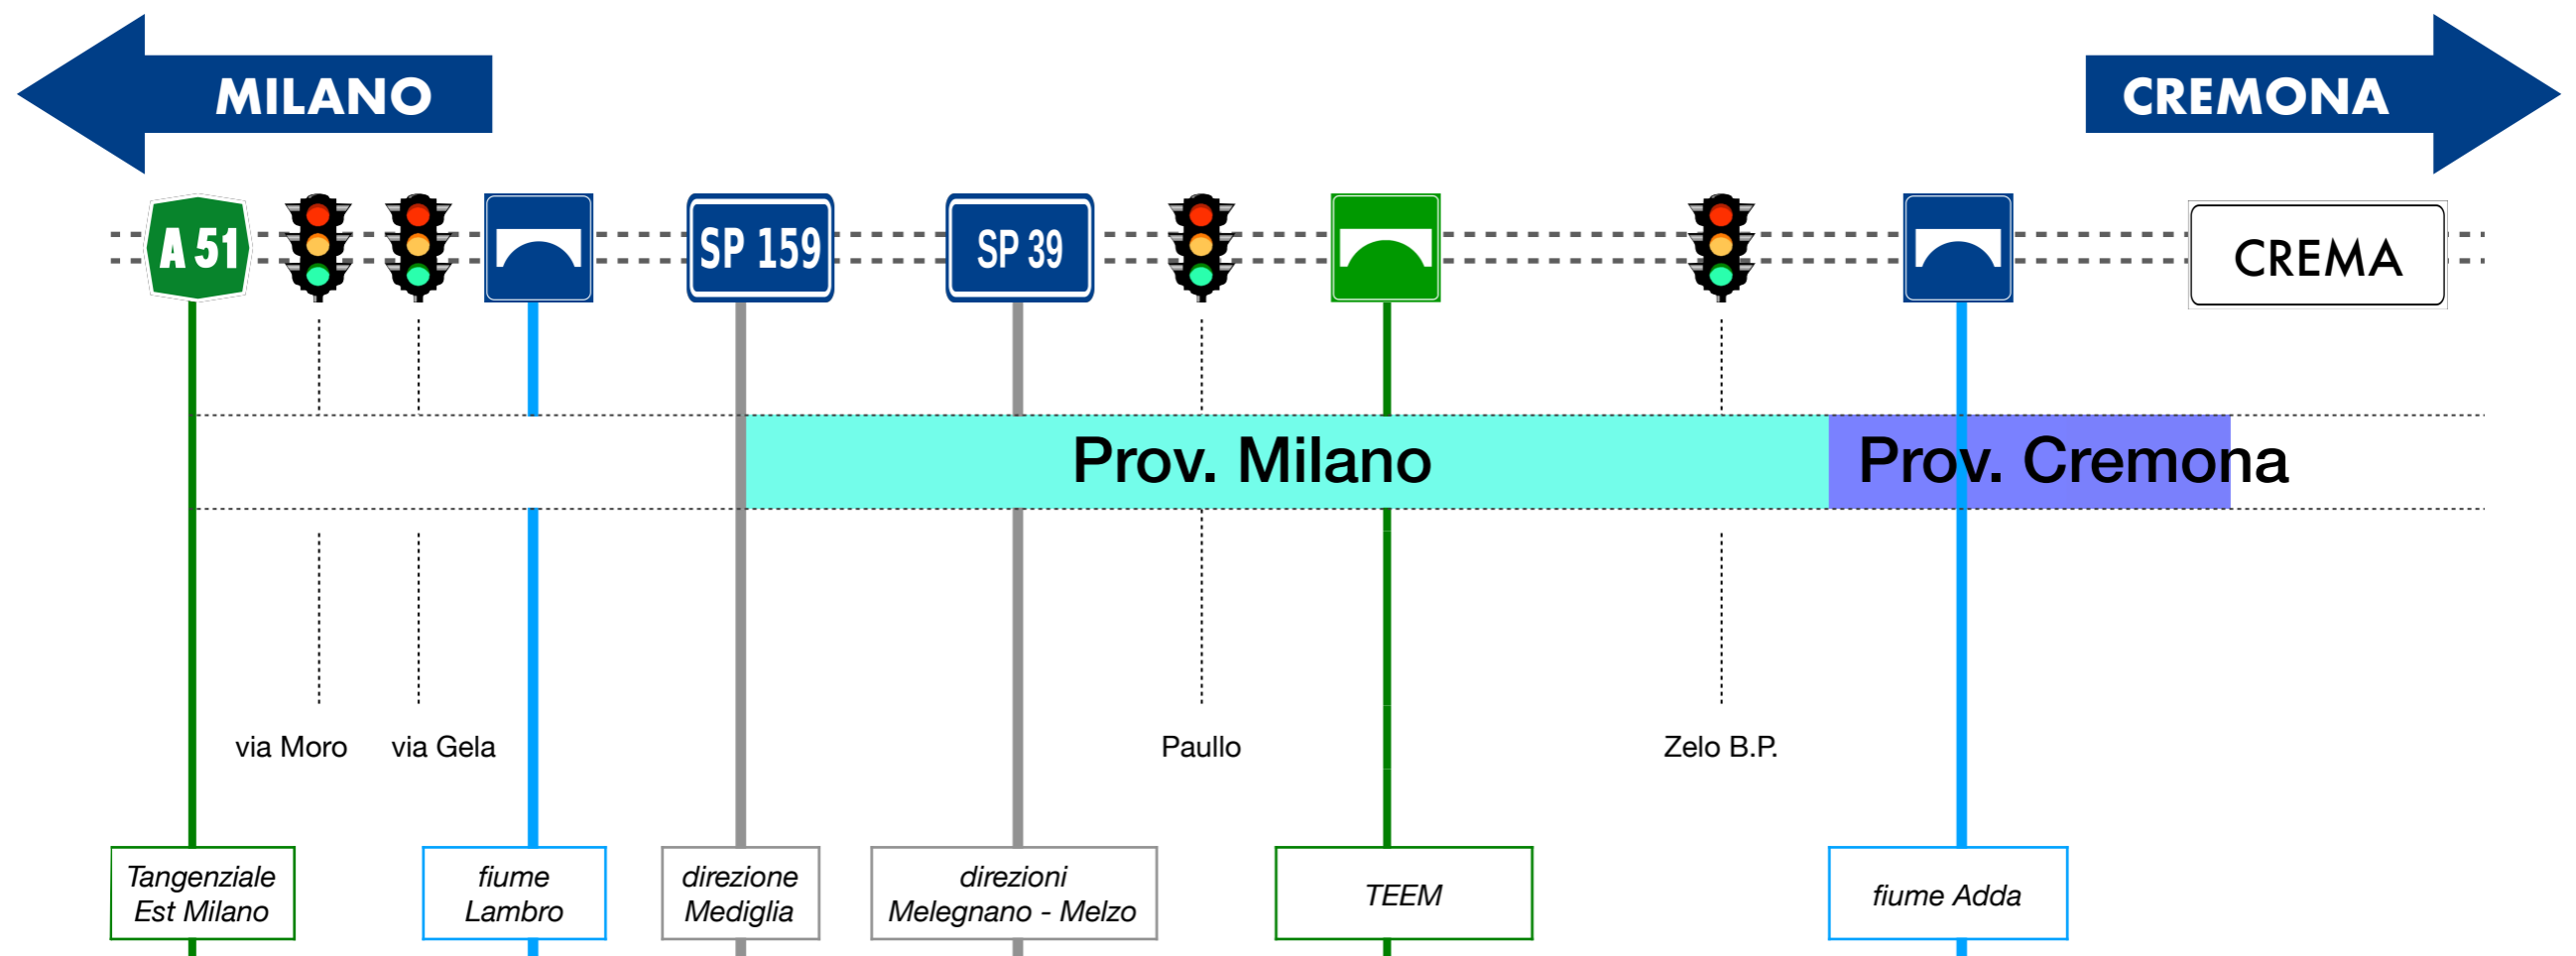 MILANO
CREMONA
A 51
SP 159
SP 39
CREMA
Prov. Milano
Prov. Cremona
via Moro
via Gela
Paullo
Zelo B.P.
Tangenziale
Est Milano
fiume
Lambro
direzione
Mediglia
direzioni
Melegnano - Melzo
TEEM
fiume Adda